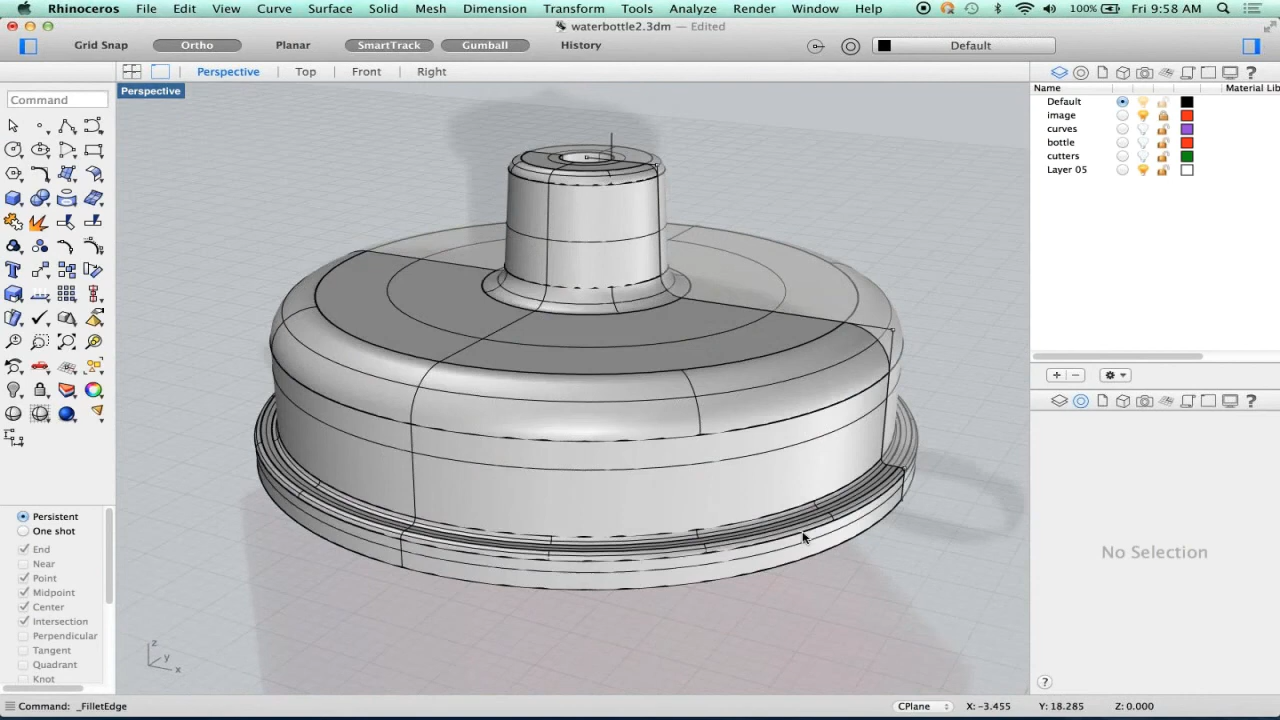 Rhinoceros File Edit View Curve Surface Solid Mesh Dimension Transform Tools Analyze Render Window Help 100% Fri 9:58 AM
waterbottle2.3dm — Edited
Grid Snap Ortho Planar SmartTrack Gumball History Default
Perspective Top Front Right
Name Material Lib
Perspective
Command
Default
image
curves
bottle
cutters
Layer 05
No Selection
Persistent
One shot
End
Near
Point
Midpoint
Center
Intersection
Perpendicular
Tangent
Quadrant
Knot
z
y
x
Command: _FilletEdge CPlane X: -3.455 Y: 18.285 Z: 0.000